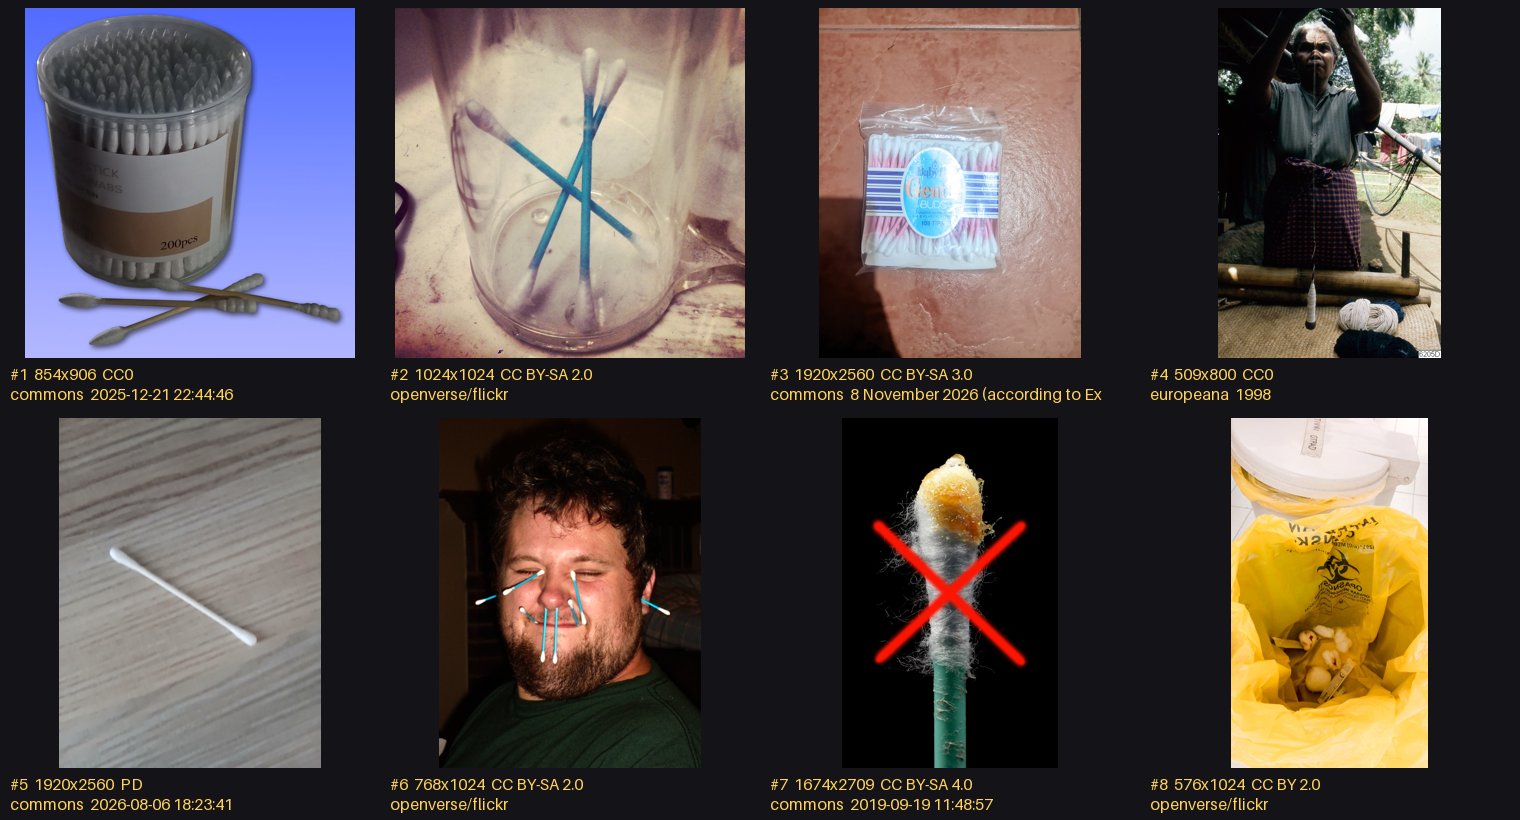 STICK
200pcs
#1 854x906 CC0
commons 2025-12-21 22:44:46
#2 1024x1024 CC BY-SA 2.0
openverse/flickr
BUDS
#3 1920x2560 CC BY-SA 3.0
commons 8 November 2026 (according to Ex
6205D
#4 509x800 CC0
europeana 1998
#5 1920x2560 PD
commons 2026-08-06 18:23:41
#6 768x1024 CC BY-SA 2.0
openverse/flickr
#7 1674x2709 CC BY-SA 4.0
commons 2019-09-19 11:48:57
#8 576x1024 CC BY 2.0
openverse/flickr